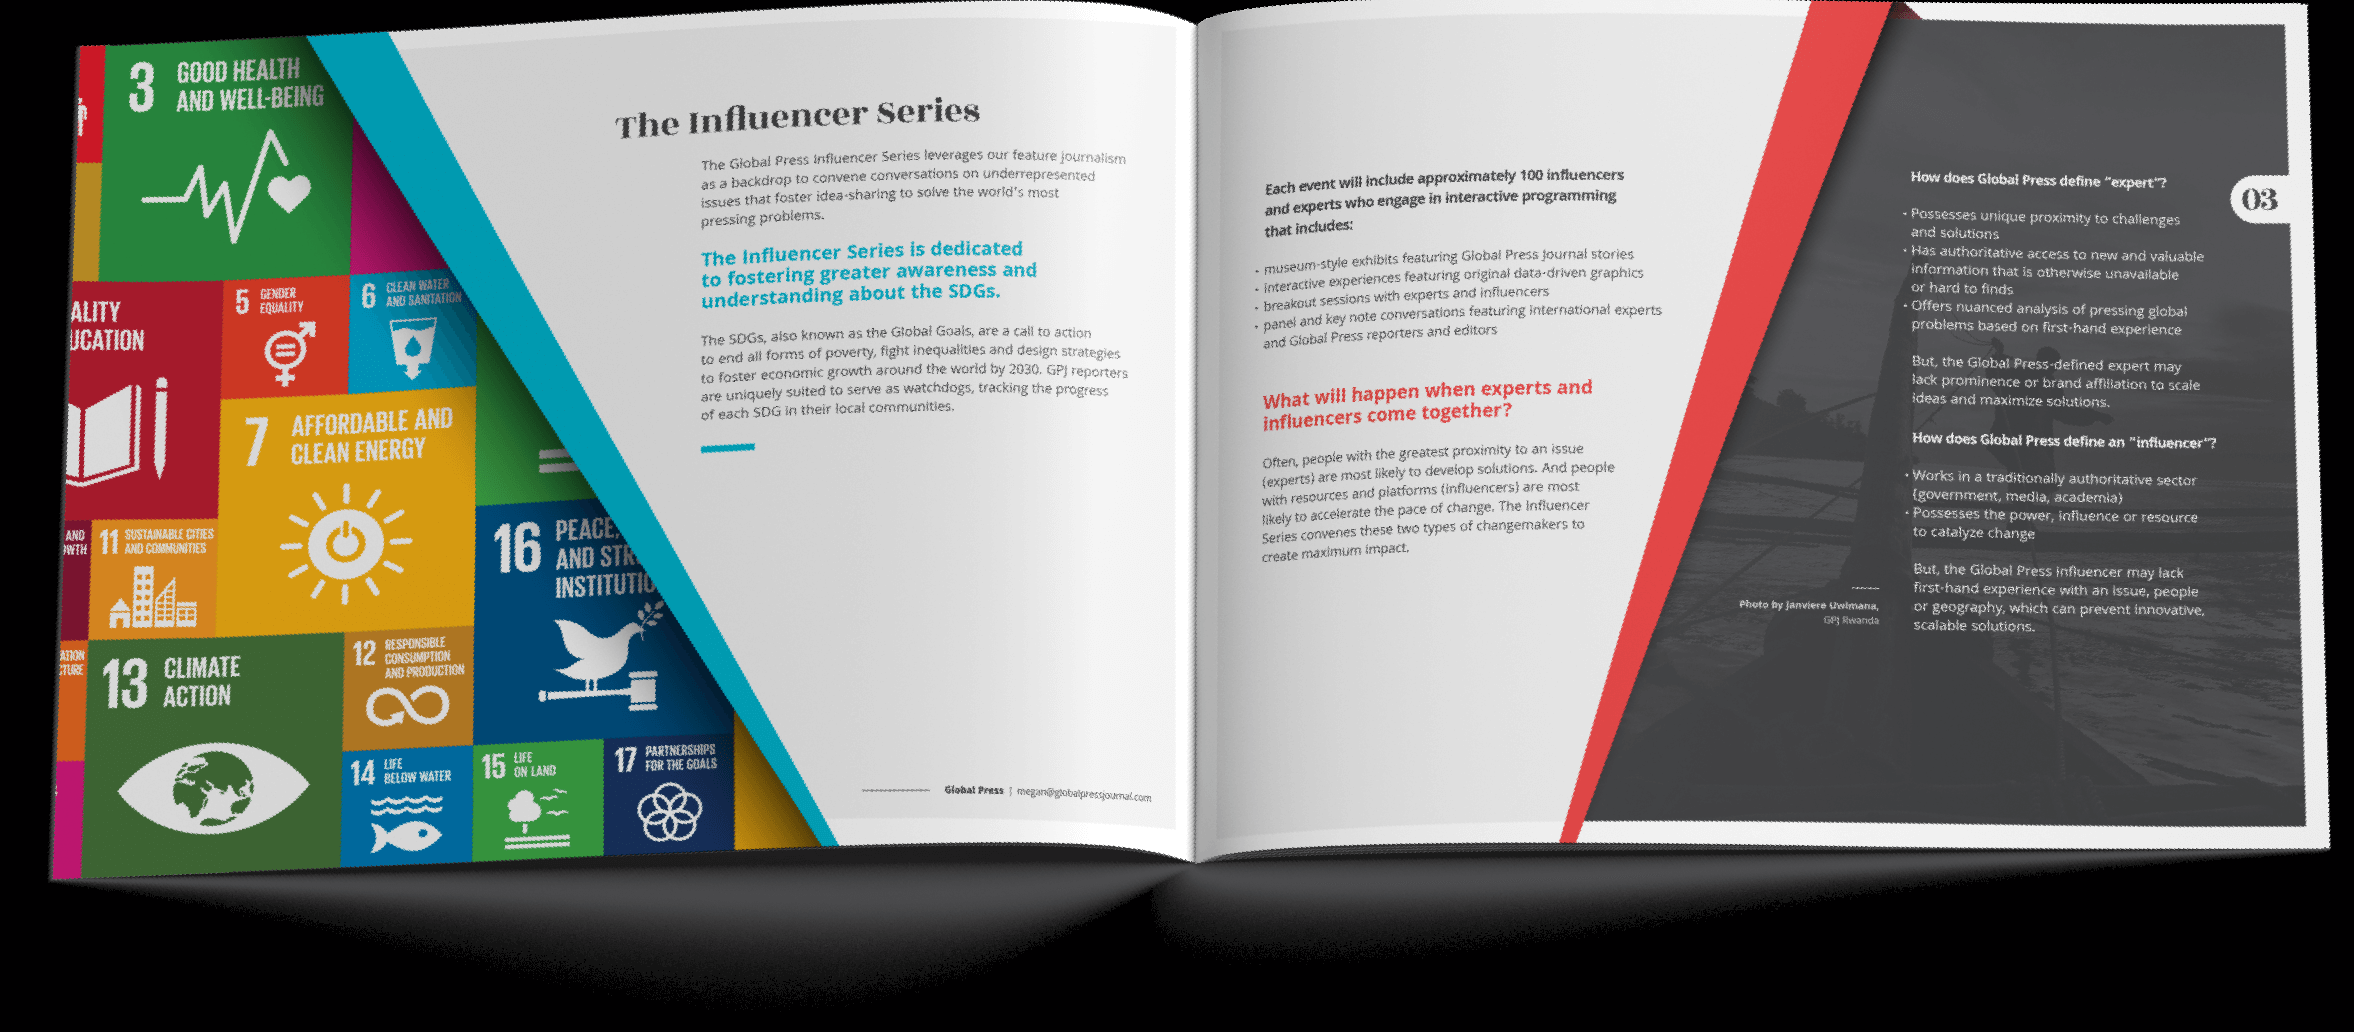 3 GOOD HEALTH
AND WELL-BEING
ALITY
UCATION
5 GENDER
EQUALITY
6 CLEAN WATER
AND SANITATION
7 AFFORDABLE AND
CLEAN ENERGY
AND
WTH
11 SUSTAINABLE CITIES
AND COMMUNITIES
16 PEACE,
AND STR
INSTITUTIO
ATION
CTURE
13 CLIMATE
ACTION
12 RESPONSIBLE
CONSUMPTION
AND PRODUCTION
14 LIFE
BELOW WATER
15 LIFE
ON LAND
17 PARTNERSHIPS
FOR THE GOALS
The Influencer Series
The Global Press Influencer Series leverages our feature journalism
as a backdrop to convene conversations on underrepresented
issues that foster idea-sharing to solve the world's most
pressing problems.
The Influencer Series is dedicated
to fostering greater awareness and
understanding about the SDGs.
The SDGs, also known as the Global Goals, are a call to action
to end all forms of poverty, fight inequalities and design strategies
to foster economic growth around the world by 2030. GPJ reporters
are uniquely suited to serve as watchdogs, tracking the progress
of each SDG in their local communities.
Global Press | megan@globalpressjournal.com
Each event will include approximately 100 influencers
and experts who engage in interactive programming
that includes:
• museum-style exhibits featuring Global Press Journal stories
• interactive experiences featuring original data-driven graphics
• breakout sessions with experts and influencers
• panel and key note conversations featuring international experts
and Global Press reporters and editors
What will happen when experts and
influencers come together?
Often, people with the greatest proximity to an issue
(experts) are most likely to develop solutions. And people
with resources and platforms (influencers) are most
likely to accelerate the pace of change. The Influencer
Series convenes these two types of changemakers to
create maximum impact.
Photo by Janviere Uwimana,
GPJ Rwanda
How does Global Press define "expert"?
• Possesses unique proximity to challenges
and solutions
• Has authoritative access to new and valuable
information that is otherwise unavailable
or hard to finds
• Offers nuanced analysis of pressing global
problems based on first-hand experience
But, the Global Press-defined expert may
lack prominence or brand affiliation to scale
ideas and maximize solutions.
How does Global Press define an "influencer"?
• Works in a traditionally authoritative sector
(government, media, academia)
• Possesses the power, influence or resource
to catalyze change
But, the Global Press Influencer may lack
first-hand experience with an issue, people
or geography, which can prevent innovative,
scalable solutions.
03